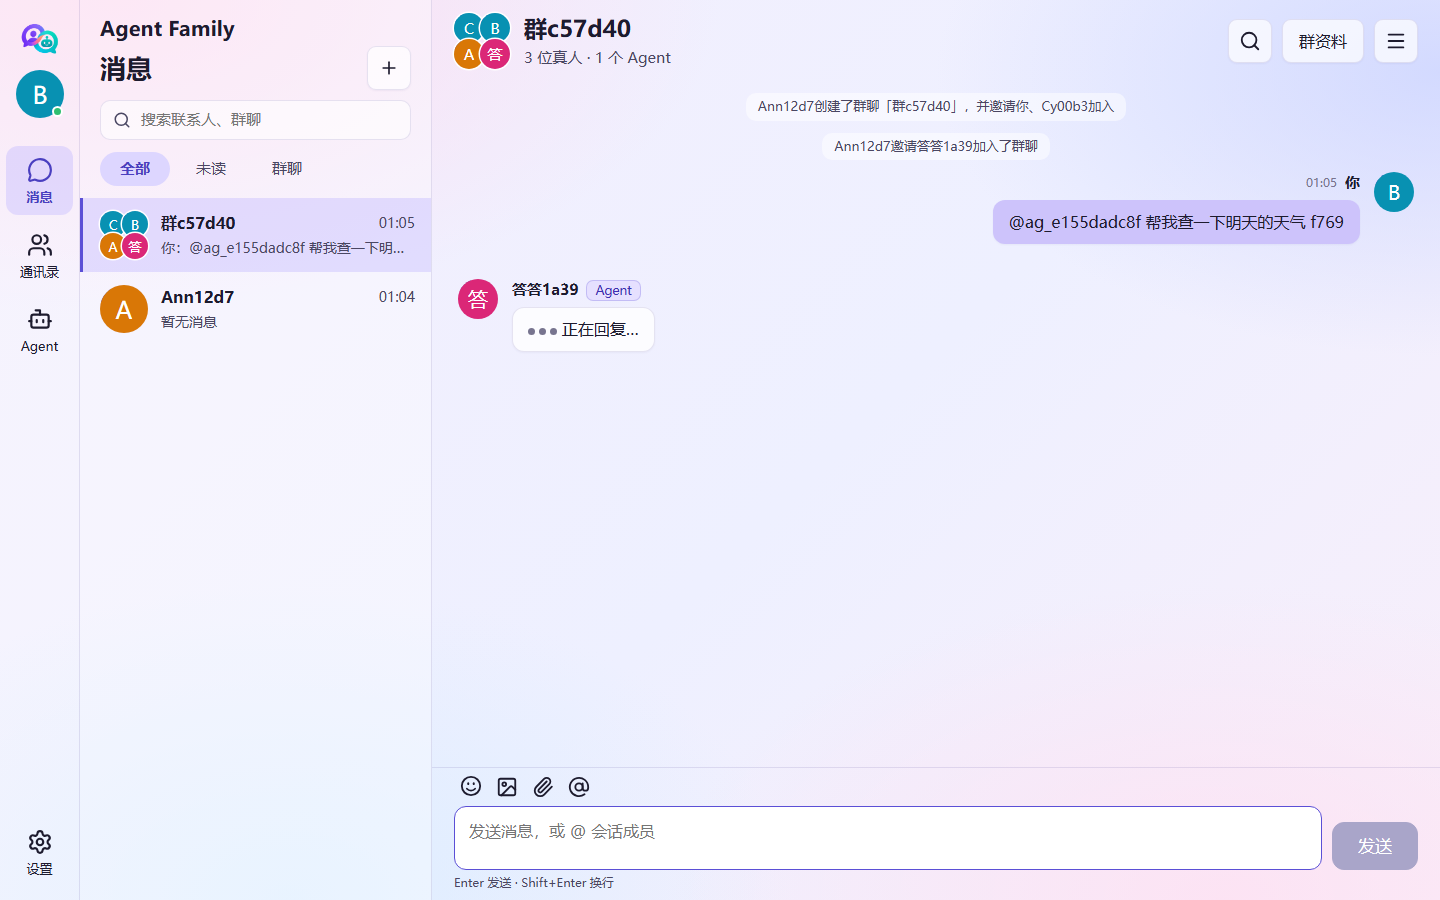 Agent Family
消息
B
消息
通讯录
Agent
设置
搜索联系人、群聊
全部
未读
群聊
C
B
A
答
群c57d40
01:05
你：@ag_e155dadc8f 帮我查一下明...
A
Ann12d7
01:04
暂无消息
C
B
A
答
群c57d40
3 位真人 · 1 个 Agent
群资料
Ann12d7创建了群聊「群c57d40」，并邀请你、Cy00b3加入
Ann12d7邀请答答1a39加入了群聊
01:05 你
B
@ag_e155dadc8f 帮我查一下明天的天气 f769
答
答答1a39 Agent
正在回复...
发送消息，或 @ 会话成员
发送
Enter 发送 · Shift+Enter 换行